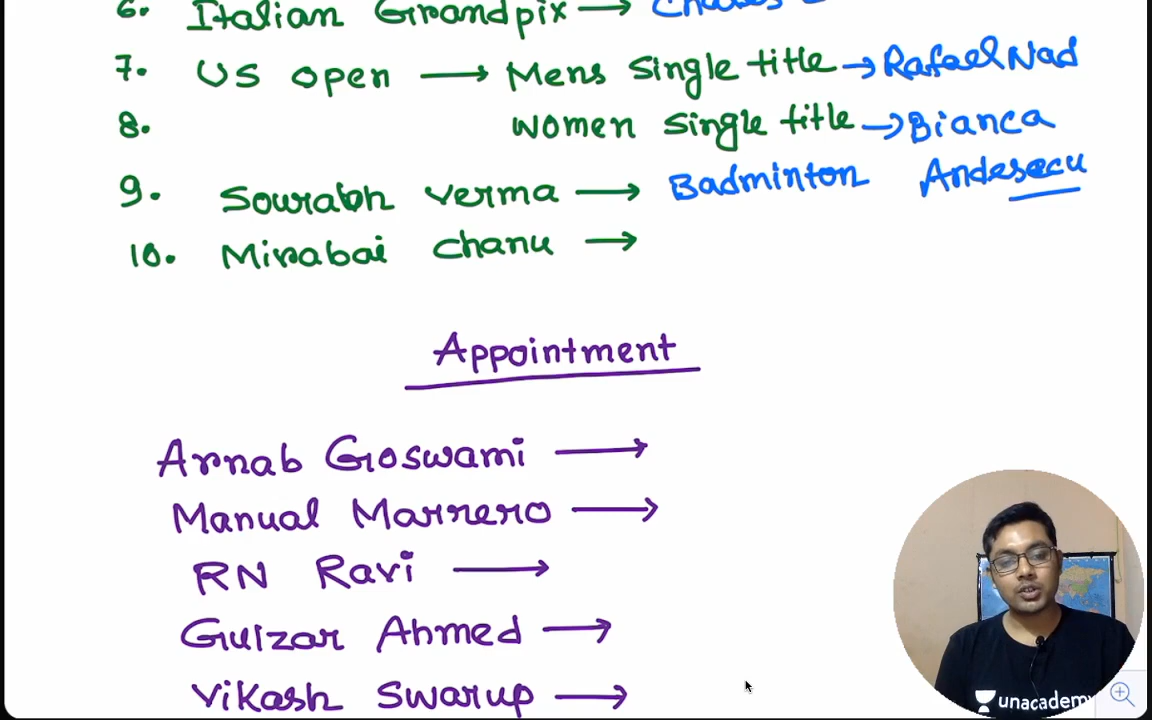 6. Italian Grandpix →
7. US open → Mens single title → Rafael Nad
8. women single title → Bianca
Andesecu
9. Sourabh verma → Badminton
10. Mirabai chanu →
Appointment
Arnab Goswami →
Manual Marrero →
RN Ravi →
Gulzar Ahmed →
Vikash Swarup →
unacademy